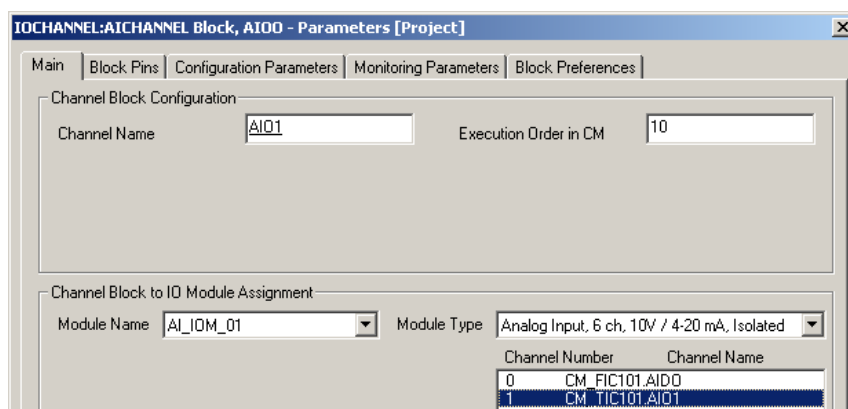 IOCHANNEL:AICHANNEL Block, AI00 - Parameters [Project]
Main Block Pins Configuration Parameters Monitoring Parameters Block Preferences
Channel Block Configuration
Channel Name AI01 Execution Order in CM 10
Channel Block to IO Module Assignment
Module Name AI_IOM_01 Module Type Analog Input, 6 ch, 10V / 4-20 mA, Isolated
Channel Number Channel Name
0 CM_FIC101.AID0
1 CM_TIC101.AI01